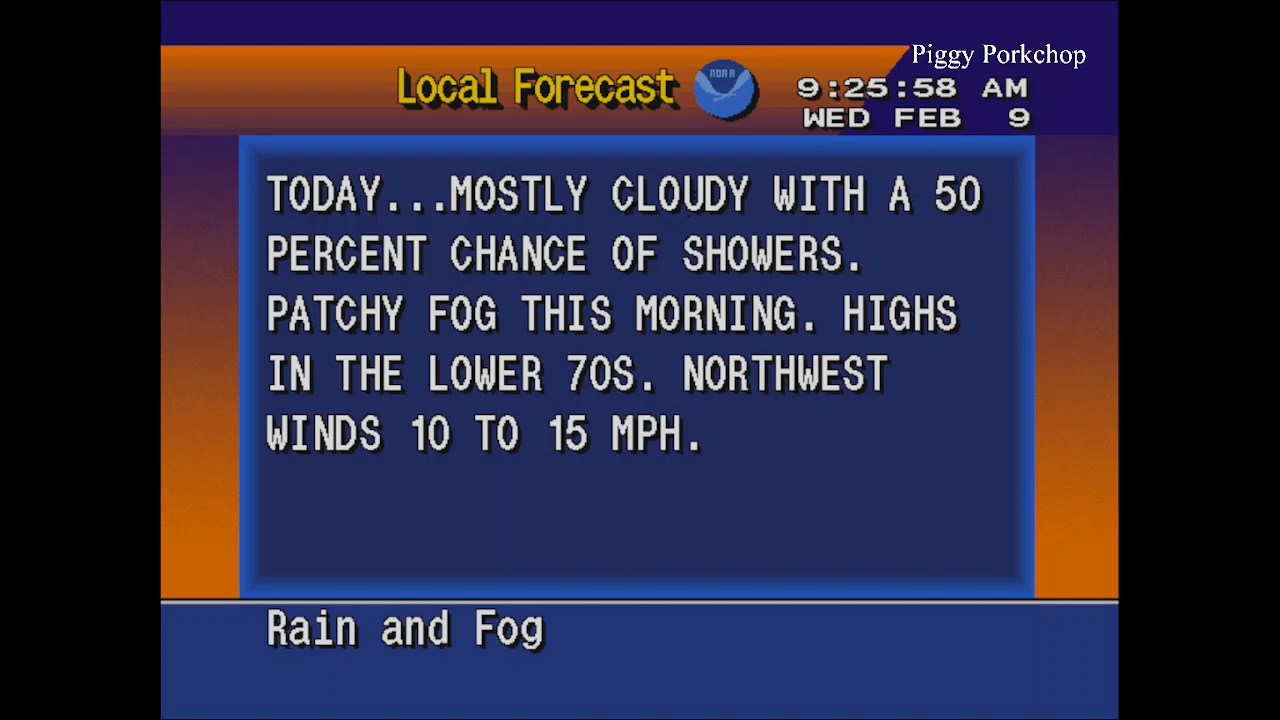 Piggy Porkchop
Local Forecast
NOAA
9:25:58 AM
WED FEB 9
TODAY...MOSTLY CLOUDY WITH A 50
PERCENT CHANCE OF SHOWERS.
PATCHY FOG THIS MORNING. HIGHS
IN THE LOWER 70S. NORTHWEST
WINDS 10 TO 15 MPH.
Rain and Fog